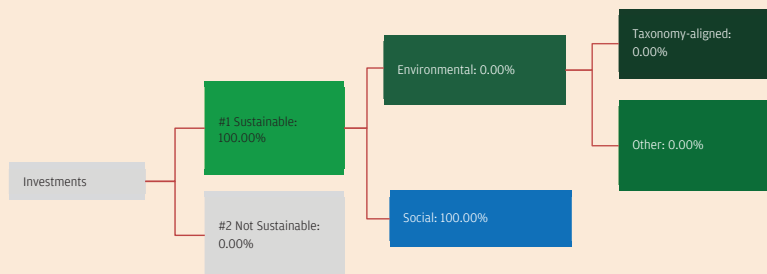 Investments
#1 Sustainable:
100.00%
#2 Not Sustainable:
0.00%
Environmental: 0.00%
Social: 100.00%
Taxonomy-aligned:
0.00%
Other: 0.00%